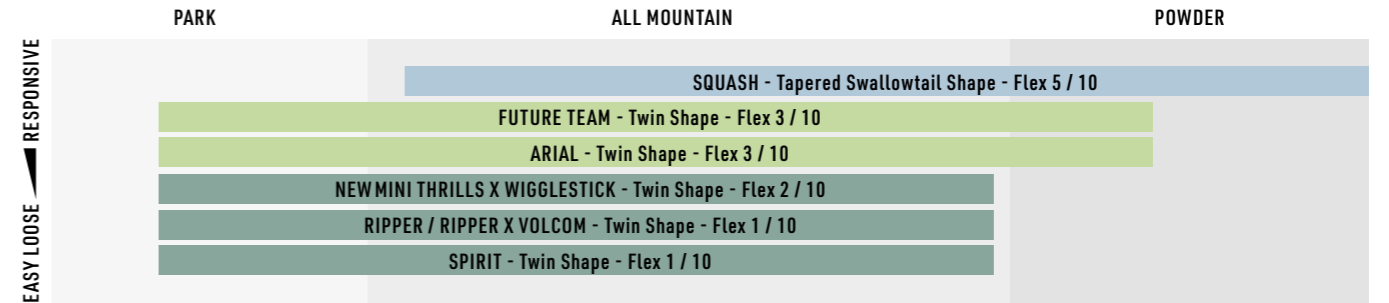 PARK
ALL MOUNTAIN
POWDER
EASY LOOSE RESPONSIVE
SQUASH - Tapered Swallowtail Shape - Flex 5 / 10
FUTURE TEAM - Twin Shape - Flex 3 / 10
ARIAL - Twin Shape - Flex 3 / 10
NEW MINI THRILLS X WIGGLESTICK - Twin Shape - Flex 2 / 10
RIPPER / RIPPER X VOLCOM - Twin Shape - Flex 1 / 10
SPIRIT - Twin Shape - Flex 1 / 10